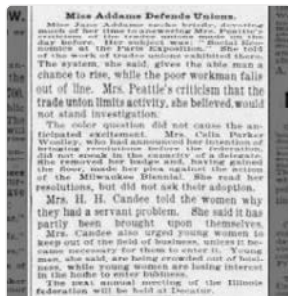 W.
Miss Addams Defends Unions.
Miss Jane Addams spoke briefly, devoting
much of her time to answering Mrs. Peattie's
criticism of the trades union made on the
day before. Her subject was: "Social Eco-
nomics at the Paris Exposition." She told
of the work of trades unions exhibited there.
The system, she said, gives the able man a
chance to rise, while the poor workman falls
out of line. Mrs. Peattie's criticism that the
trade union limits activity, she believed, would
not stand investigation.
The color question did not cause the an-
ticipated excitement. Mrs. Celia Parker
Woolley, who had announced her intention of
bringing resolutions before the federation,
did not speak in the capacity of a delegate.
She removed her badge and, having gained
the floor, made her plea against the action
of the Milwaukee Biennial. She read her
resolutions, but did not ask their adoption.
Mrs. H. H. Candee told the women why
they had a servant problem. She said it has
partly been brought upon themselves.
Mrs. Candee also urged young women to
keep out of the field of business, unless it be-
came necessary for them to enter it. Young
men, she said, are being crowded out of busi-
ness, while young women are losing interest
in the home to enter business.
The next annual meeting of the Illinois
federation will be held at Decatur.